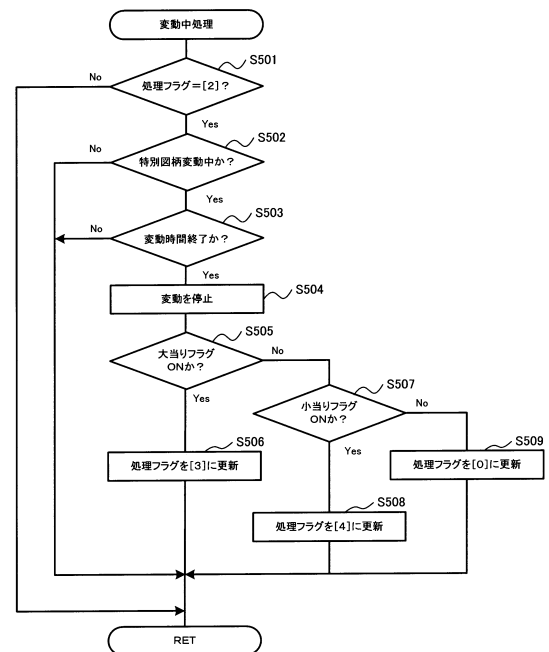 変動中処理
S501
処理フラグ=[2]?
No
Yes
S502
特別図柄変動中か?
No
Yes
S503
変動時間終了か?
No
Yes
S504
変動を停止
S505
大当りフラグ
ONか?
No
Yes
S507
小当りフラグ
ONか?
No
Yes
S506
処理フラグを[3]に更新
S509
処理フラグを[0]に更新
S508
処理フラグを[4]に更新
RET